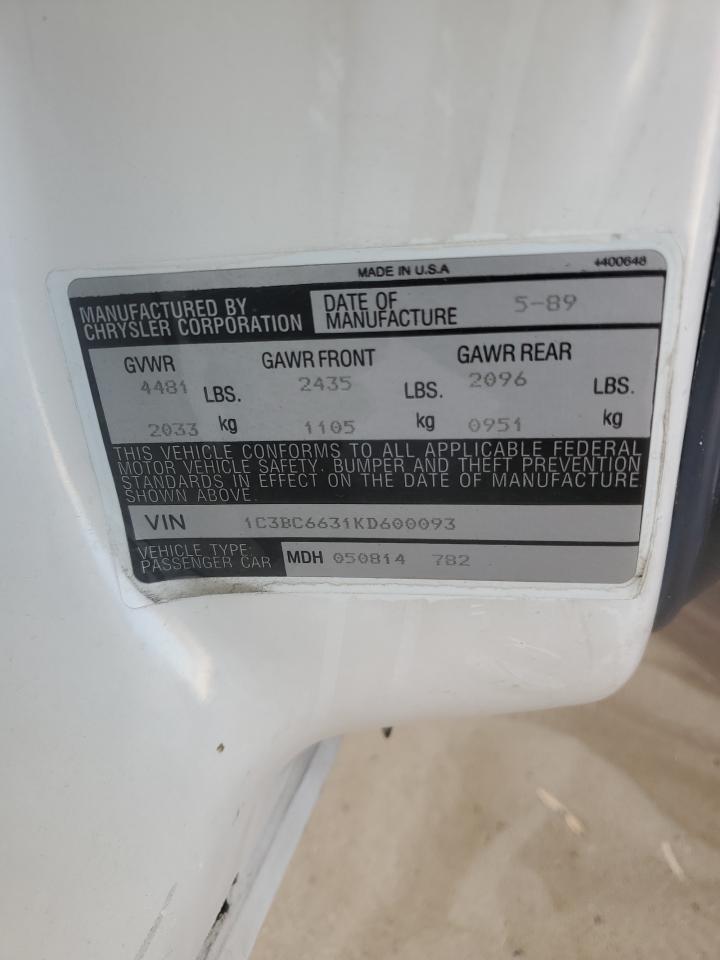 MADE IN U.S.A 4400648
MANUFACTURED BY
CHRYSLER CORPORATION
DATE OF
MANUFACTURE 5-89
GVWR GAWR FRONT GAWR REAR
4481 LBS. 2435 LBS. 2096 LBS.
2033 kg 1105 kg 0951 kg
THIS VEHICLE CONFORMS TO ALL APPLICABLE FEDERAL
MOTOR VEHICLE SAFETY, BUMPER AND THEFT PREVENTION
STANDARDS IN EFFECT ON THE DATE OF MANUFACTURE
SHOWN ABOVE.
VIN 1C3BC6631KD600093
VEHICLE TYPE:
PASSENGER CAR
MDH 050814 782